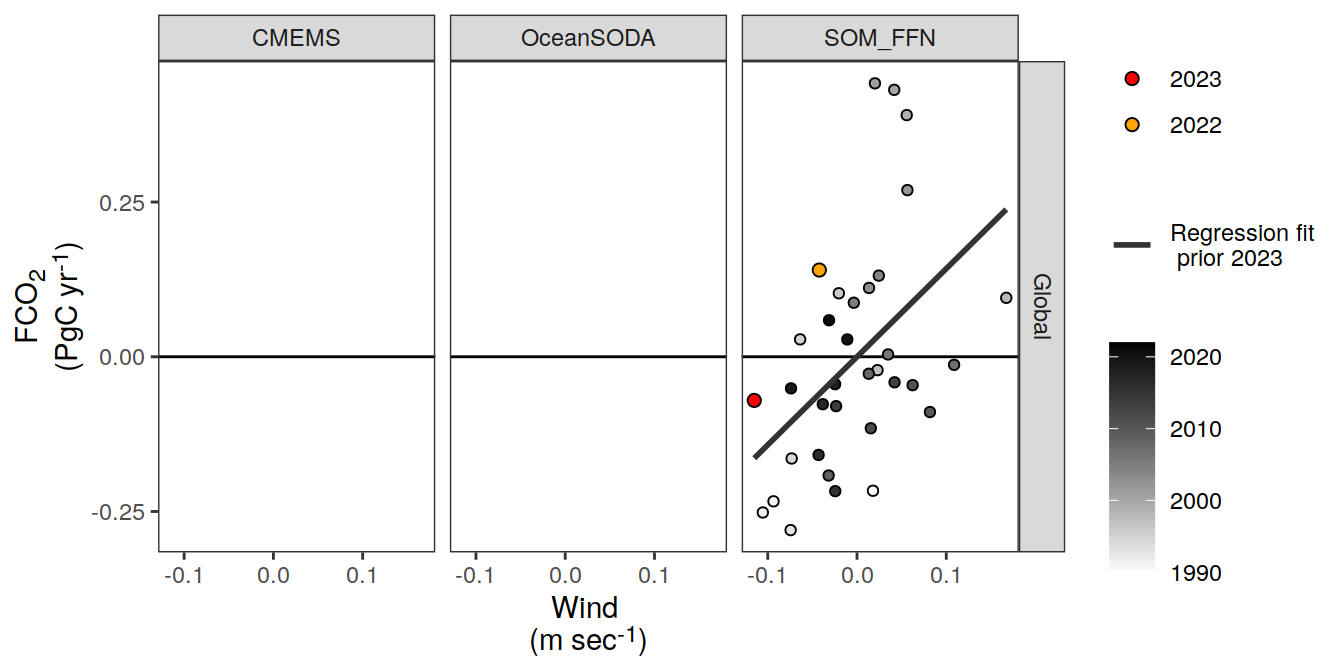 CMEMS OceanSODA SOM_FFN
2023
2022
Regression fit
prior 2023
2020
2010
2000
1990
Global
FCO₂
(PgC yr⁻¹)
0.25
0.00
-0.25
-0.1 0.0 0.1 -0.1 0.0 0.1 -0.1 0.0 0.1
Wind
(m sec⁻¹)